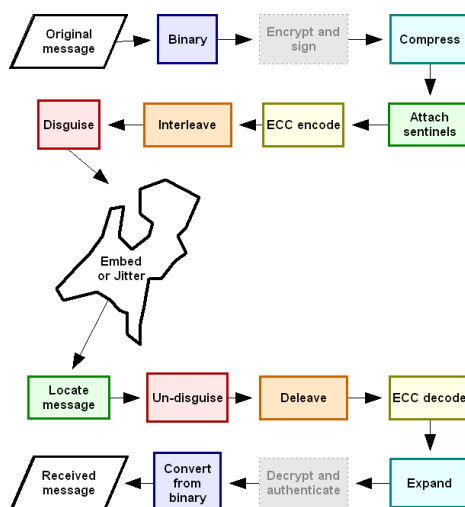 Original
message
Binary
Encrypt and
sign
Compress
Disguise
Interleave
ECC encode
Attach
sentinels
Embed
or Jitter
Locate
message
Un-disguise
Deleave
ECC decode
Received
message
Convert
from
binary
Decrypt and
authenticate
Expand